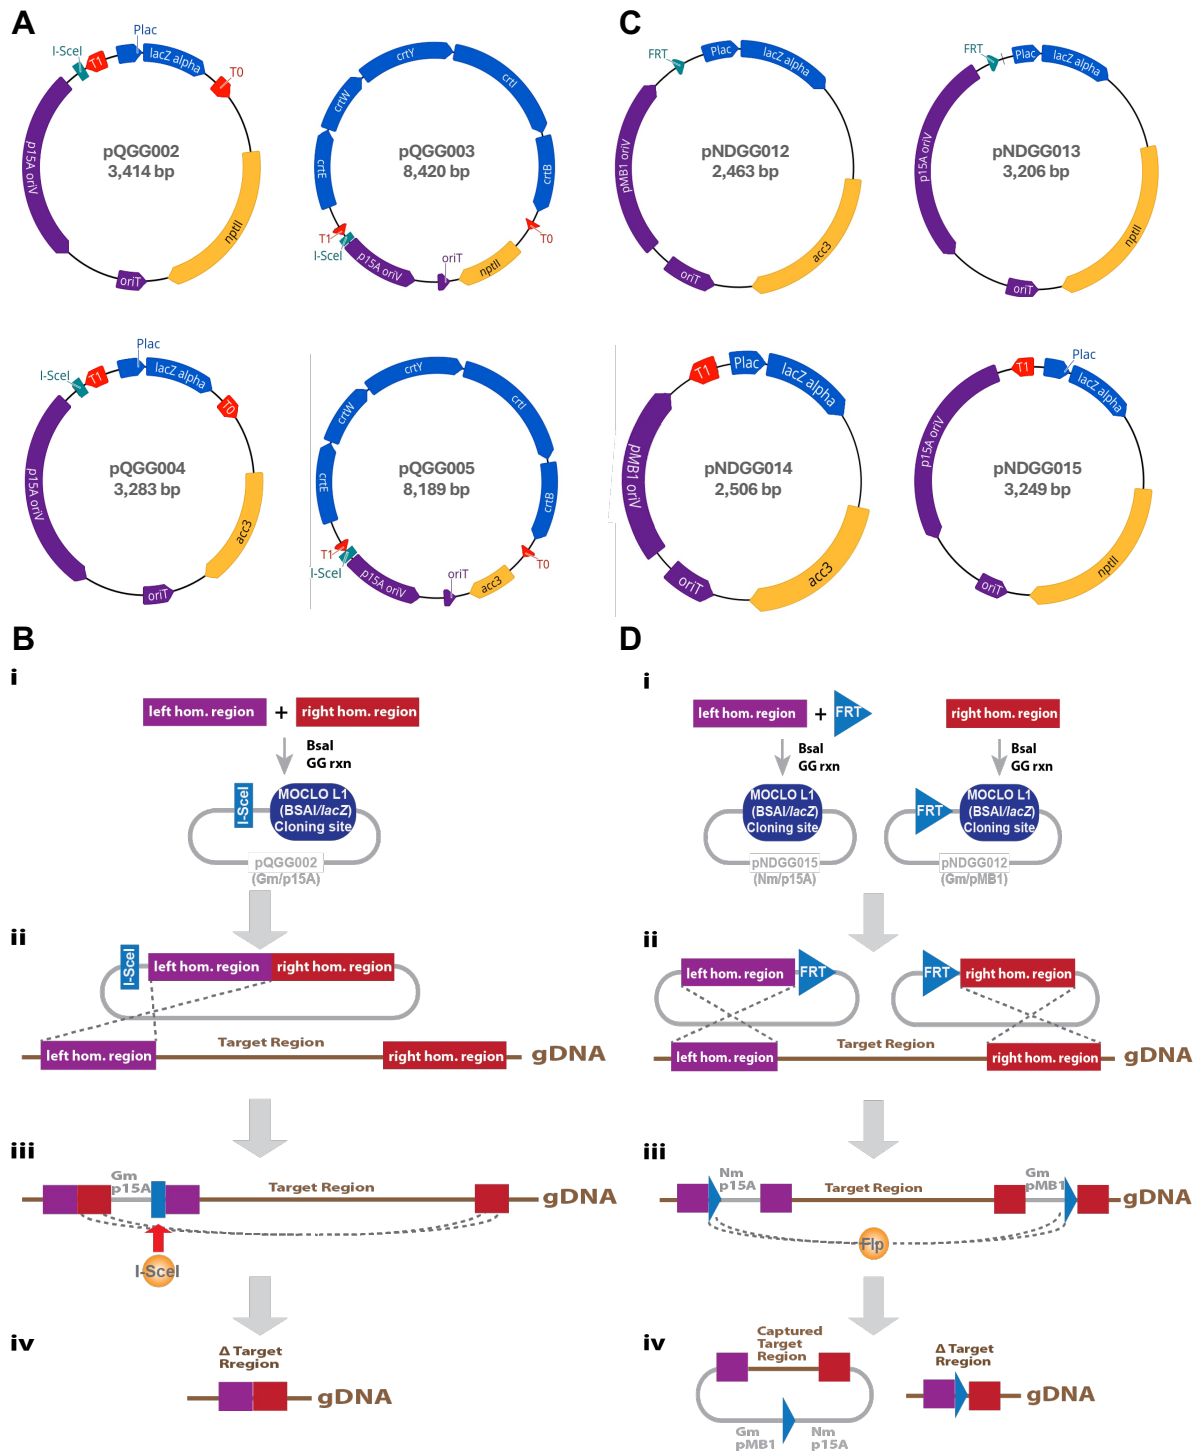 A
Plac
I-SceI
T1
lacZ alpha
T0
p15A oriV
pQGG002
3,414 bp
nptII
oriT
crtY
crtI
crtW
crtE
crtB
pQGG003
8,420 bp
T1
I-SceI
p15A oriV
oriT
nptII
T0
Plac
I-SceI
T1
lacZ alpha
T0
p15A oriV
pQGG004
3,283 bp
acc3
oriT
crtY
crtI
crtW
crtE
crtB
pQGG005
8,189 bp
T1
I-SceI
p15A oriV
oriT
acc3
T0
C
FRT
Plac
lacZ alpha
pMB1 oriV
pNDGG012
2,463 bp
acc3
oriT
FRT
Plac
lacZ alpha
p15A oriV
pNDGG013
3,206 bp
nptII
oriT
T1
Plac
lacZ alpha
pMB1 oriV
pNDGG014
2,506 bp
acc3
oriT
T1
Plac
lacZ alpha
p15A oriV
pNDGG015
3,249 bp
nptII
oriT
B
i
left hom. region + right hom. region
BsaI
GG rxn
I-SceI
MOCLO L1
(BSAI/lacZ)
Cloning site
pQGG002
(Gm/p15A)
ii
I-SceI
left hom. region right hom. region
Target Region
left hom. region right hom. region gDNA
iii
Gm
p15A
Target Region
gDNA
I-SceI
iv
Δ Target
Rregion
gDNA
D
i
left hom. region + FRT
right hom. region
BsaI
GG rxn
BsaI
GG rxn
MOCLO L1
(BSAI/lacZ)
Cloning site
pNDGG015
(Nm/p15A)
FRT
MOCLO L1
(BSAI/lacZ)
Cloning site
pNDGG012
(Gm/pMB1)
ii
left hom. region FRT
FRT right hom. region
Target Region
left hom. region right hom. region gDNA
iii
Nm
p15A
Target Region
Gm
pMB1
gDNA
Flp
iv
Captured
Target
Region
Gm
pMB1
Nm
p15A
Δ Target
Rregion
gDNA